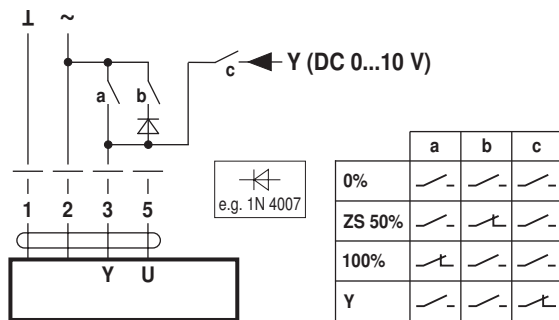 ⊥ ~
a b c Y (DC 0...10 V)
e.g. 1N 4007
1 2 3 5
Y U
a b c
0%
ZS 50%
100%
Y